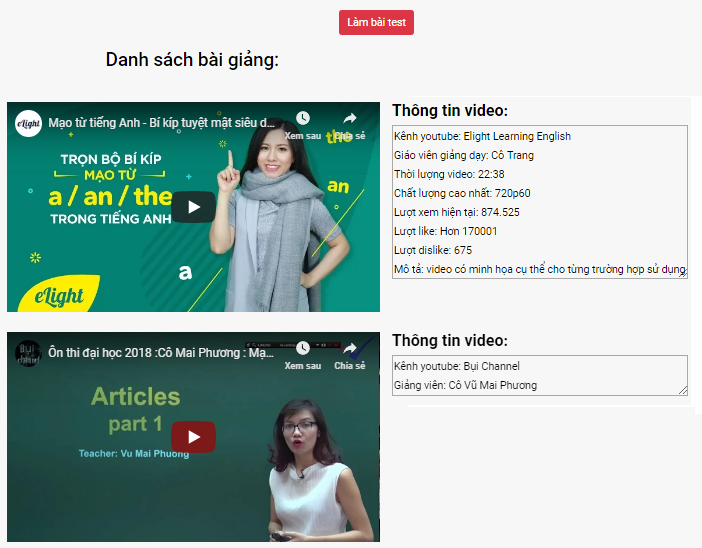 Làm bài test
Danh sách bài giảng:
eLight
Mạo từ tiếng Anh - Bí kíp tuyệt mật siêu d...
Xem sau
Chia sẻ
TRỌN BỘ BÍ KÍP
MẠO TỪ
a / an / the
TRONG TIẾNG ANH
the
an
a
eLight
Thông tin video:
Kênh youtube: Elight Learning English
Giáo viên giảng dạy: Cô Trang
Thời lượng video: 22:38
Chất lượng cao nhất: 720p60
Lượt xem hiện tại: 874.525
Lượt like: Hơn 170001
Lượt dislike: 675
Mô tả: video có minh họa cụ thể cho từng trường hợp sử dụng
Bụi
Ôn thi đại học 2018 :Cô Mai Phương : Mạ...
Xem sau
Chia sẻ
Articles
part 1
Teacher: Vu Mai Phuong
Thông tin video:
Kênh youtube: Bụi Channel
Giảng viên: Cô Vũ Mai Phương